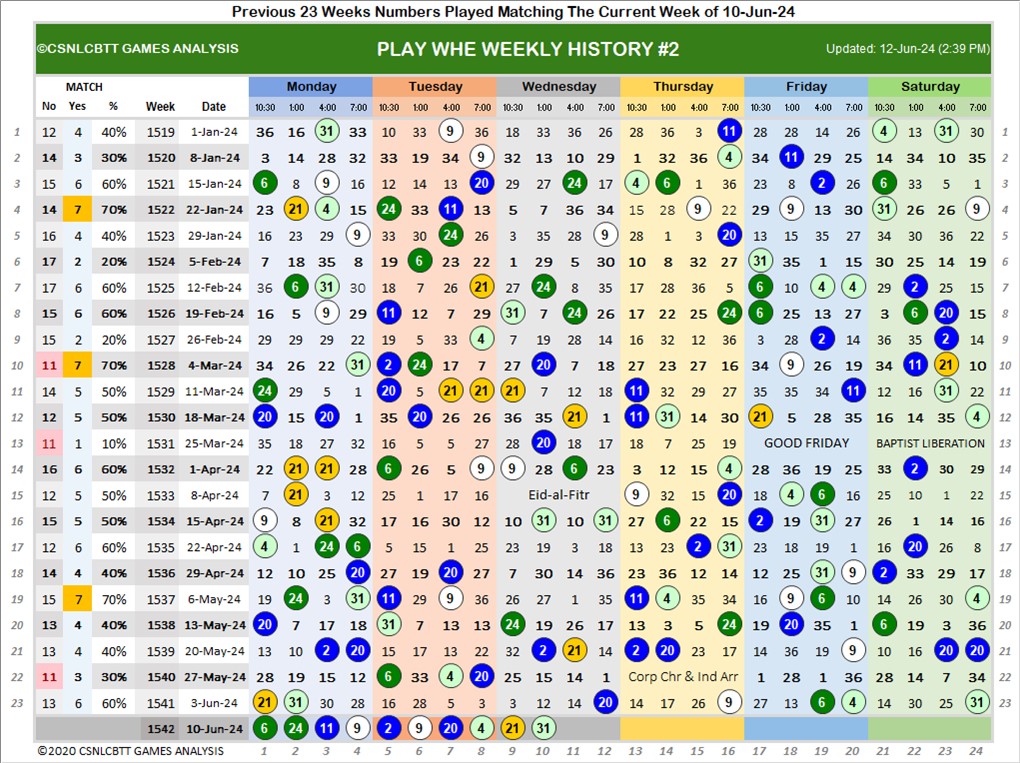 Previous 23 Weeks Numbers Played Matching The Current Week of 10-Jun-24
©CSNLCBTT GAMES ANALYSIS PLAY WHE WEEKLY HISTORY #2 Updated: 12-Jun-24 (2:39 PM)
MATCH Monday Tuesday Wednesday Thursday Friday Saturday
No Yes % Week Date 10:30 1:00 4:00 7:00 10:30 1:00 4:00 7:00 10:30 1:00 4:00 7:00 10:30 1:00 4:00 7:00 10:30 1:00 4:00 7:00 10:30 1:00 4:00 7:00
1 12 4 40% 1519 1-Jan-24 36 16 31 33 10 33 9 36 18 33 36 26 28 36 3 11 28 28 14 26 4 13 23 30 1
2 14 3 30% 1520 8-Jan-24 3 14 28 32 33 19 34 9 32 13 10 29 1 32 36 4 34 11 29 25 14 34 10 35 2
3 15 6 60% 1521 15-Jan-24 6 8 9 16 12 14 13 20 29 27 24 17 4 6 1 36 23 8 2 26 6 33 5 1 3
4 14 7 70% 1522 22-Jan-24 23 21 4 15 24 33 11 13 5 7 36 34 15 28 9 22 29 9 13 30 31 26 26 9 4
5 16 4 40% 1523 29-Jan-24 16 23 29 9 33 30 24 26 3 35 28 9 28 1 3 20 13 15 35 27 34 30 36 22 5
6 17 2 20% 1524 5-Feb-24 7 18 35 8 19 6 23 22 1 29 5 30 10 8 32 27 31 35 1 15 30 25 14 19 6
7 17 6 60% 1525 12-Feb-24 36 6 31 30 18 7 26 21 27 24 8 35 17 28 36 5 6 10 4 4 29 2 25 15 7
8 15 6 60% 1526 19-Feb-24 16 5 9 29 11 12 7 29 31 7 24 26 17 22 25 24 6 25 13 27 3 6 20 15 8
9 15 2 20% 1527 26-Feb-24 29 29 29 22 19 5 33 4 7 19 28 14 16 32 12 36 3 28 2 14 36 35 2 14 9
10 11 7 70% 1528 4-Mar-24 34 26 22 31 2 24 17 7 27 20 7 18 27 23 27 16 34 9 26 19 34 11 21 10 10
11 14 5 50% 1529 11-Mar-24 24 29 5 1 20 5 21 21 21 7 12 18 11 32 29 27 35 35 34 11 12 16 31 22 11
12 12 5 50% 1530 18-Mar-24 20 15 20 1 35 20 26 26 36 35 21 1 11 31 14 30 21 5 28 35 16 14 35 4 12
13 11 1 10% 1531 25-Mar-24 35 18 27 32 16 5 5 27 28 20 18 17 18 7 25 19 GOOD FRIDAY BAPTIST LIBERATION 13
14 16 6 60% 1532 1-Apr-24 22 21 21 28 6 26 5 9 9 28 6 23 3 12 15 4 28 36 19 25 33 2 30 29 14
15 12 5 50% 1533 8-Apr-24 7 21 3 12 25 1 17 16 Eid-al-Fitr 9 32 15 20 18 4 6 16 25 10 1 22 15
16 15 5 50% 1534 15-Apr-24 9 8 21 32 17 16 30 12 10 31 10 31 27 6 22 15 2 19 31 27 26 1 14 16 16
17 12 6 60% 1535 22-Apr-24 4 1 24 6 5 15 1 25 23 19 3 18 13 23 2 31 23 18 19 1 16 20 26 8 17
18 14 4 40% 1536 29-Apr-24 12 10 25 20 27 19 20 27 7 30 14 36 23 36 12 14 12 25 31 9 2 33 29 17 18
19 15 7 70% 1537 6-May-24 19 24 3 31 11 29 9 36 26 27 1 35 11 4 35 34 16 9 6 10 14 26 30 4 19
20 13 4 40% 1538 13-May-24 20 7 17 18 31 7 13 13 24 19 26 17 13 3 5 24 19 20 35 18 6 19 3 36 20
21 13 4 40% 1539 20-May-24 13 10 2 20 15 17 13 22 32 2 21 14 2 20 23 17 14 36 19 9 10 16 20 20 21
22 11 3 30% 1540 27-May-24 28 19 15 12 6 33 4 20 25 15 14 1 Corp Chr & Ind Arr 1 28 1 36 28 14 7 34 22
23 13 6 60% 1541 3-Jun-24 21 31 30 28 16 28 5 3 3 12 14 20 14 17 26 9 27 13 6 4 14 30 25 31 23
1542 10-Jun-24 6 24 11 9 2 9 20 4 21 31
©2020 CSNLCBTT GAMES ANALYSIS 1 2 3 4 5 6 7 8 9 10 11 12 13 14 15 16 17 18 19 20 21 22 23 24